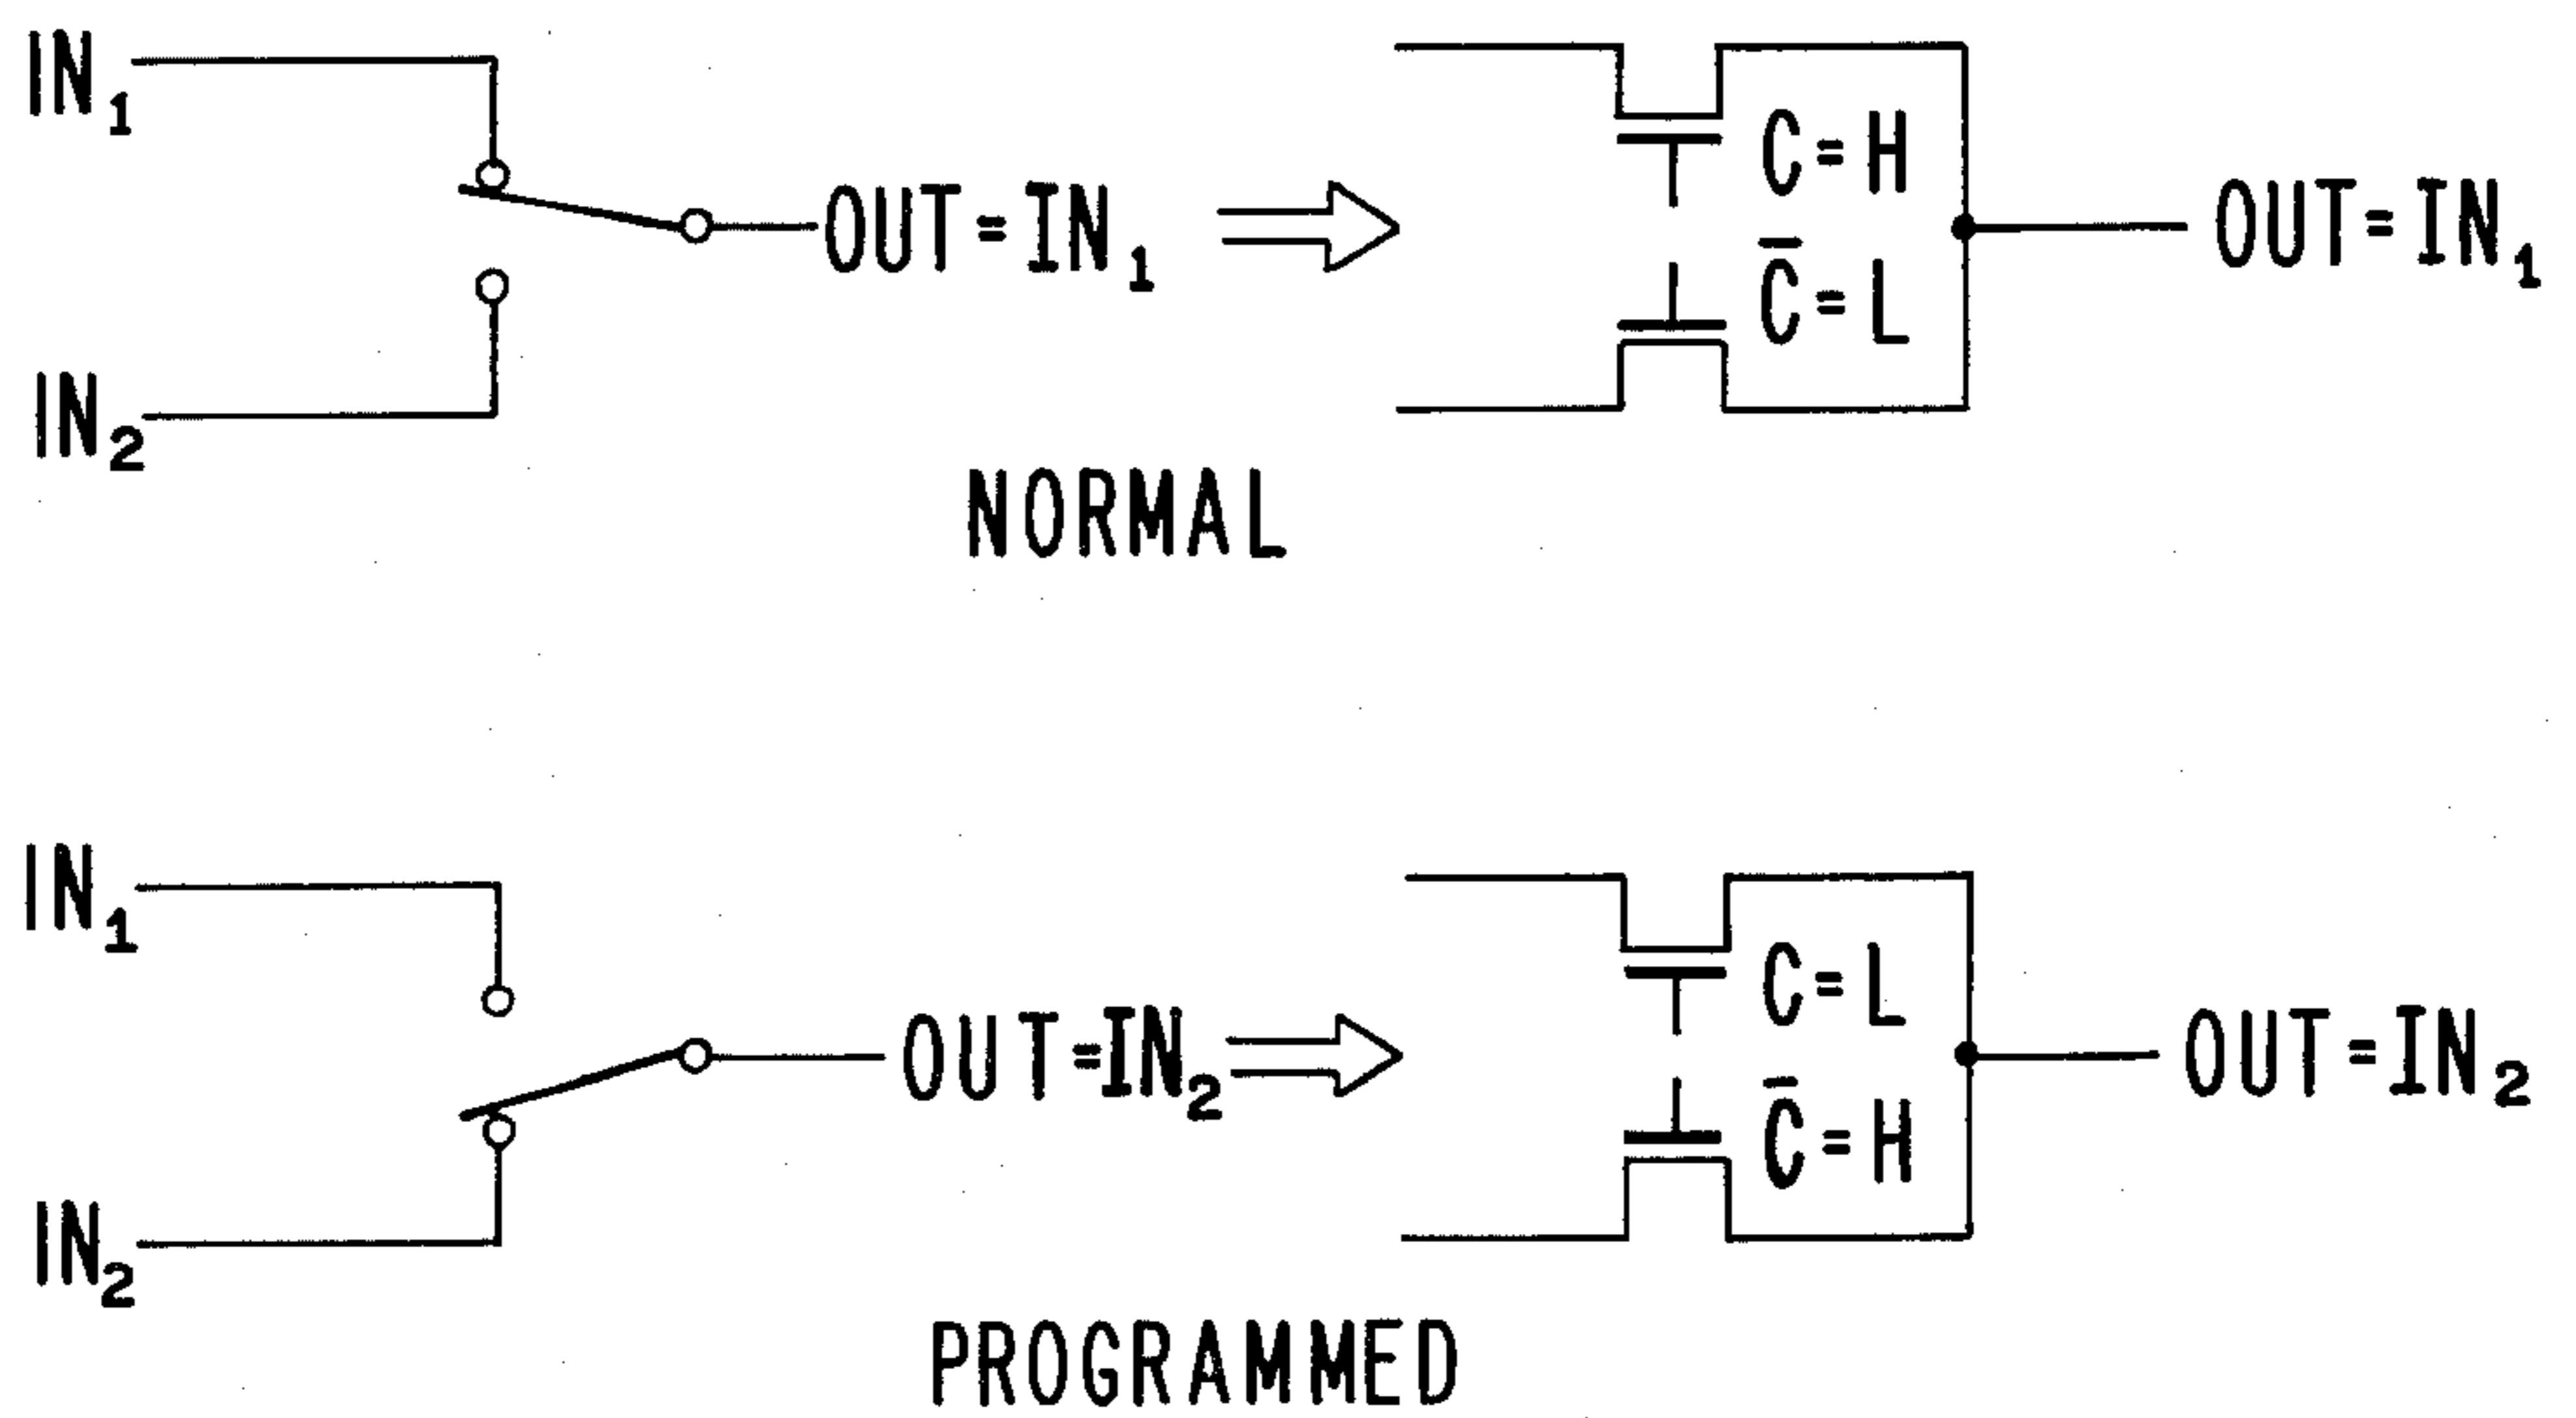 IN₁
OUT=IN₁
IN₂
C=H
C̅=L
OUT=IN₁
NORMAL
IN₁
OUT=IN₂
IN₂
C=L
C̅=H
OUT=IN₂
PROGRAMMED